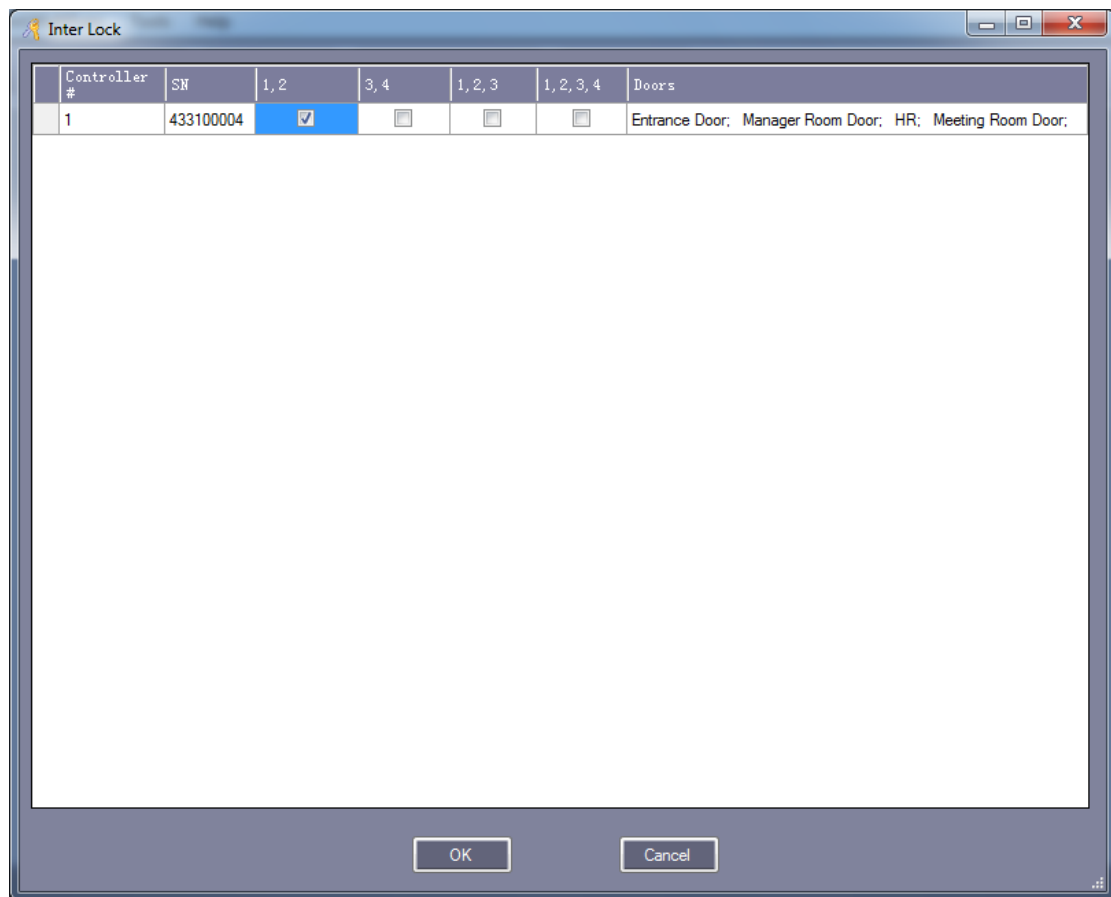 Inter Lock
Controller # SN 1,2 3,4 1,2,3 1,2,3,4 Doors
1 433100004 Entrance Door; Manager Room Door; HR; Meeting Room Door;
OK Cancel